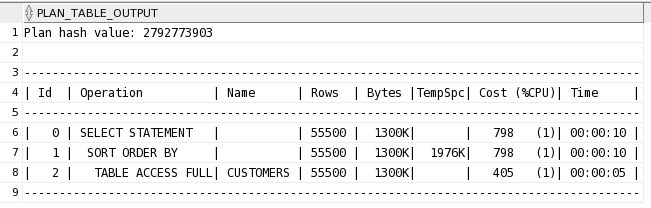 PLAN_TABLE_OUTPUT
1 Plan hash value: 2792773903
2
3 --------------------------------------------------------------------------------------
4 | Id  | Operation          | Name      | Rows  | Bytes |TempSpc| Cost (%CPU)| Time     |
5 --------------------------------------------------------------------------------------
6 |   0 | SELECT STATEMENT   |           | 55500 |  1300K|       |   798   (1)| 00:00:10 |
7 |   1 |  SORT ORDER BY     |           | 55500 |  1300K|  1976K|   798   (1)| 00:00:10 |
8 |   2 |   TABLE ACCESS FULL| CUSTOMERS | 55500 |  1300K|       |   405   (1)| 00:00:05 |
9 --------------------------------------------------------------------------------------